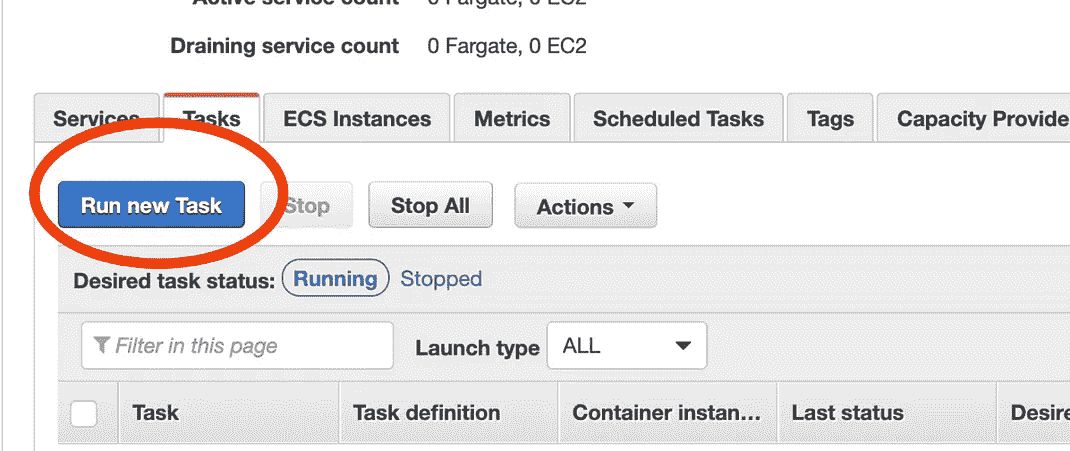 Active service count 0 Fargate, 0 EC2
Draining service count 0 Fargate, 0 EC2
Services Tasks ECS Instances Metrics Scheduled Tasks Tags Capacity Provide
Run new Task Stop Stop All Actions
Desired task status: Running Stopped
Filter in this page Launch type ALL
Task Task definition Container instan... Last status Desire